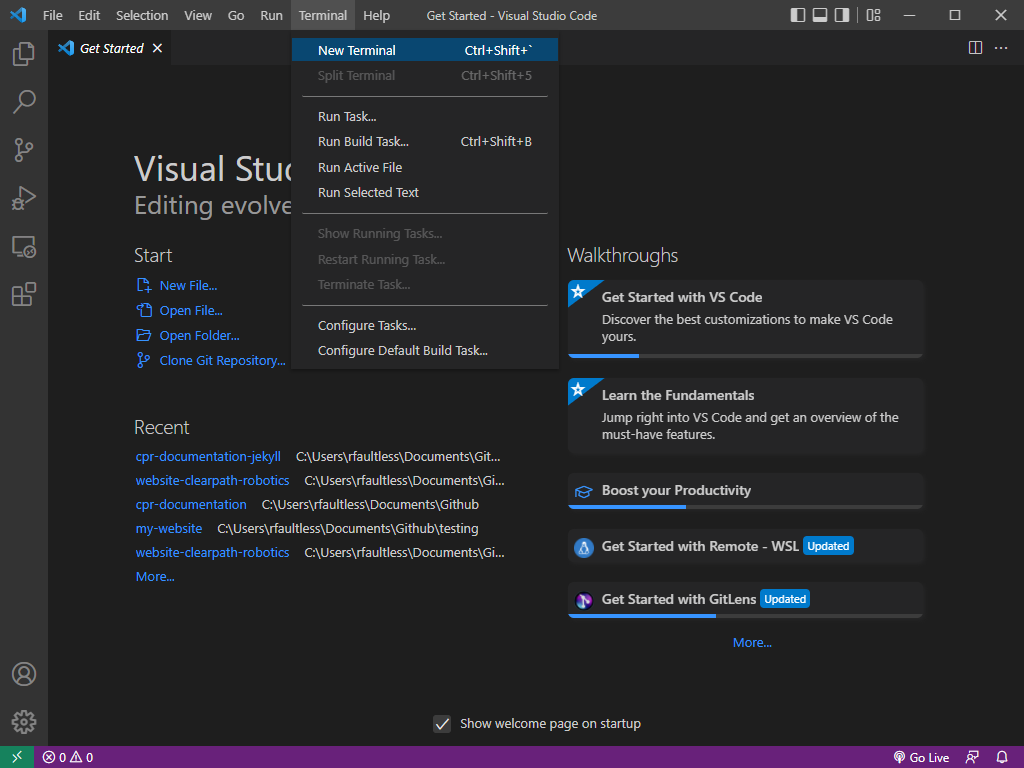 File Edit Selection View Go Run Terminal Help Get Started - Visual Studio Code
Get Started
New Terminal Ctrl+Shift+`
Split Terminal Ctrl+Shift+5
Run Task...
Run Build Task... Ctrl+Shift+B
Run Active File
Run Selected Text
Show Running Tasks...
Restart Running Task...
Terminate Task...
Configure Tasks...
Configure Default Build Task...
Visual Stu
Editing evolve
Start
New File...
Open File...
Open Folder...
Clone Git Repository...
Recent
cpr-documentation-jekyll C:\Users\rfaultless\Documents\Git...
website-clearpath-robotics C:\Users\rfaultless\Documents\Gi...
cpr-documentation C:\Users\rfaultless\Documents\Github
my-website C:\Users\rfaultless\Documents\Github\testing
website-clearpath-robotics C:\Users\rfaultless\Documents\Gi...
More...
Walkthroughs
Get Started with VS Code
Discover the best customizations to make VS Code
yours.
Learn the Fundamentals
Jump right into VS Code and get an overview of the
must-have features.
Boost your Productivity
Get Started with Remote - WSL Updated
Get Started with GitLens Updated
More...
Show welcome page on startup
0 0 Go Live